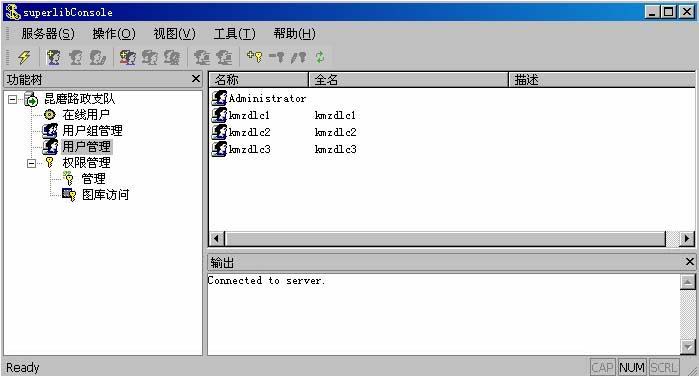 superlibConsole
服务器(S) 操作(O) 视图(V) 工具(T) 帮助(H)
功能树
昆磨路政支队
在线用户
用户组管理
用户管理
权限管理
管理
图库访问
名称 全名 描述
Administrator
kmzdlc1 kmzdlc1
kmzdlc2 kmzdlc2
kmzdlc3 kmzdlc3
输出
Connected to server.
Ready CAP NUM SCRL